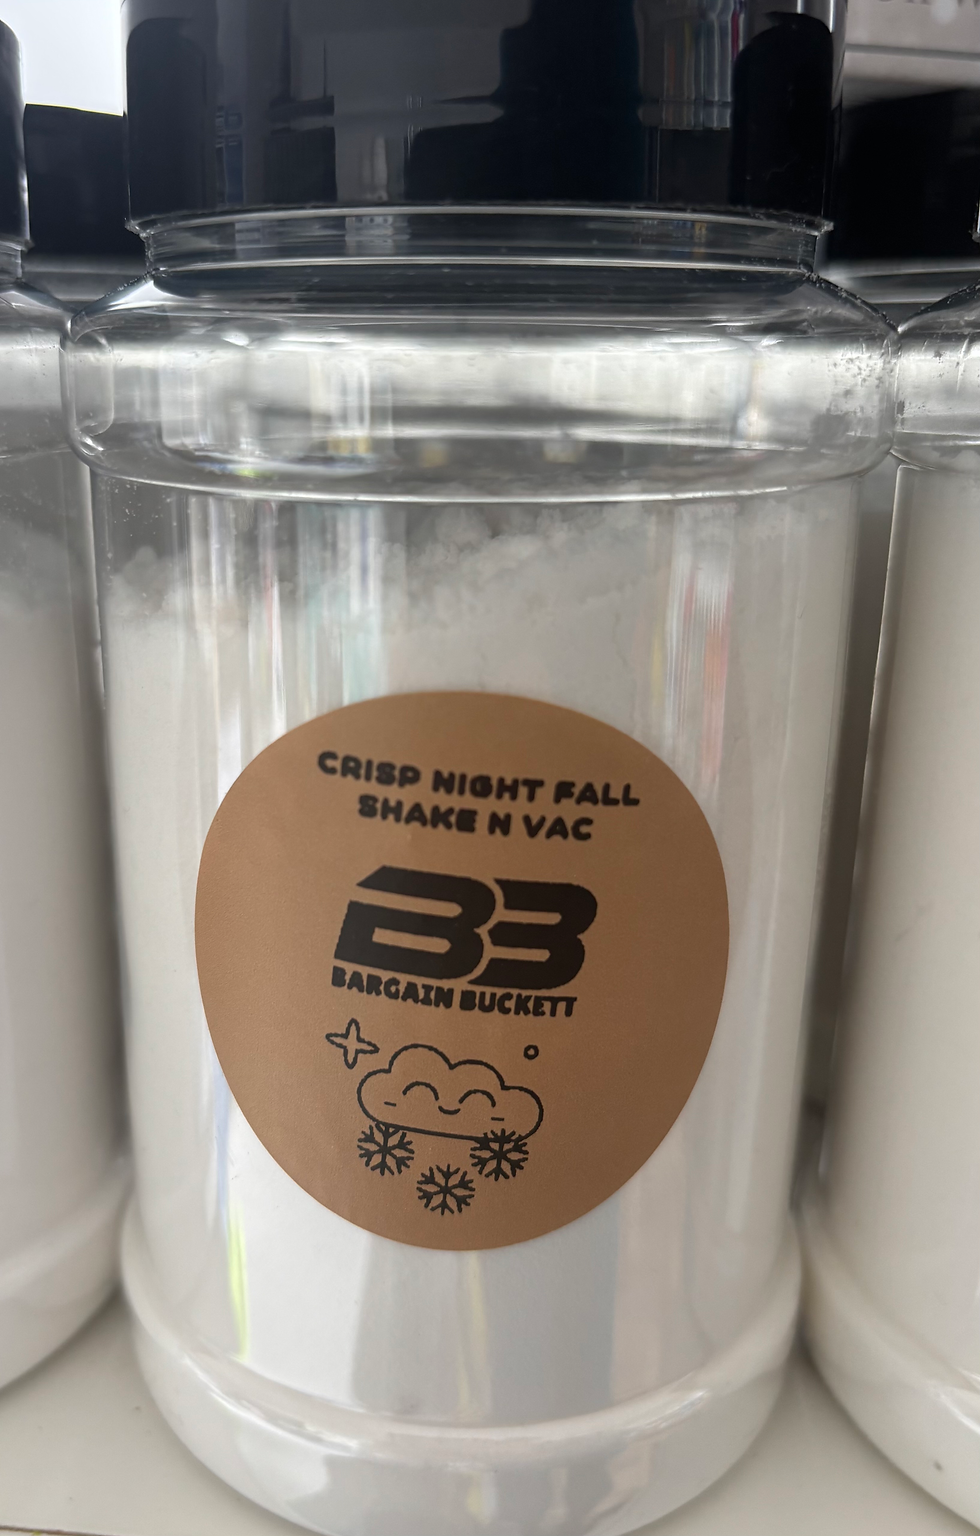 CRISP NIGHT FALL
SHAKE N VAC
BB
BARGAIN BUCKETT